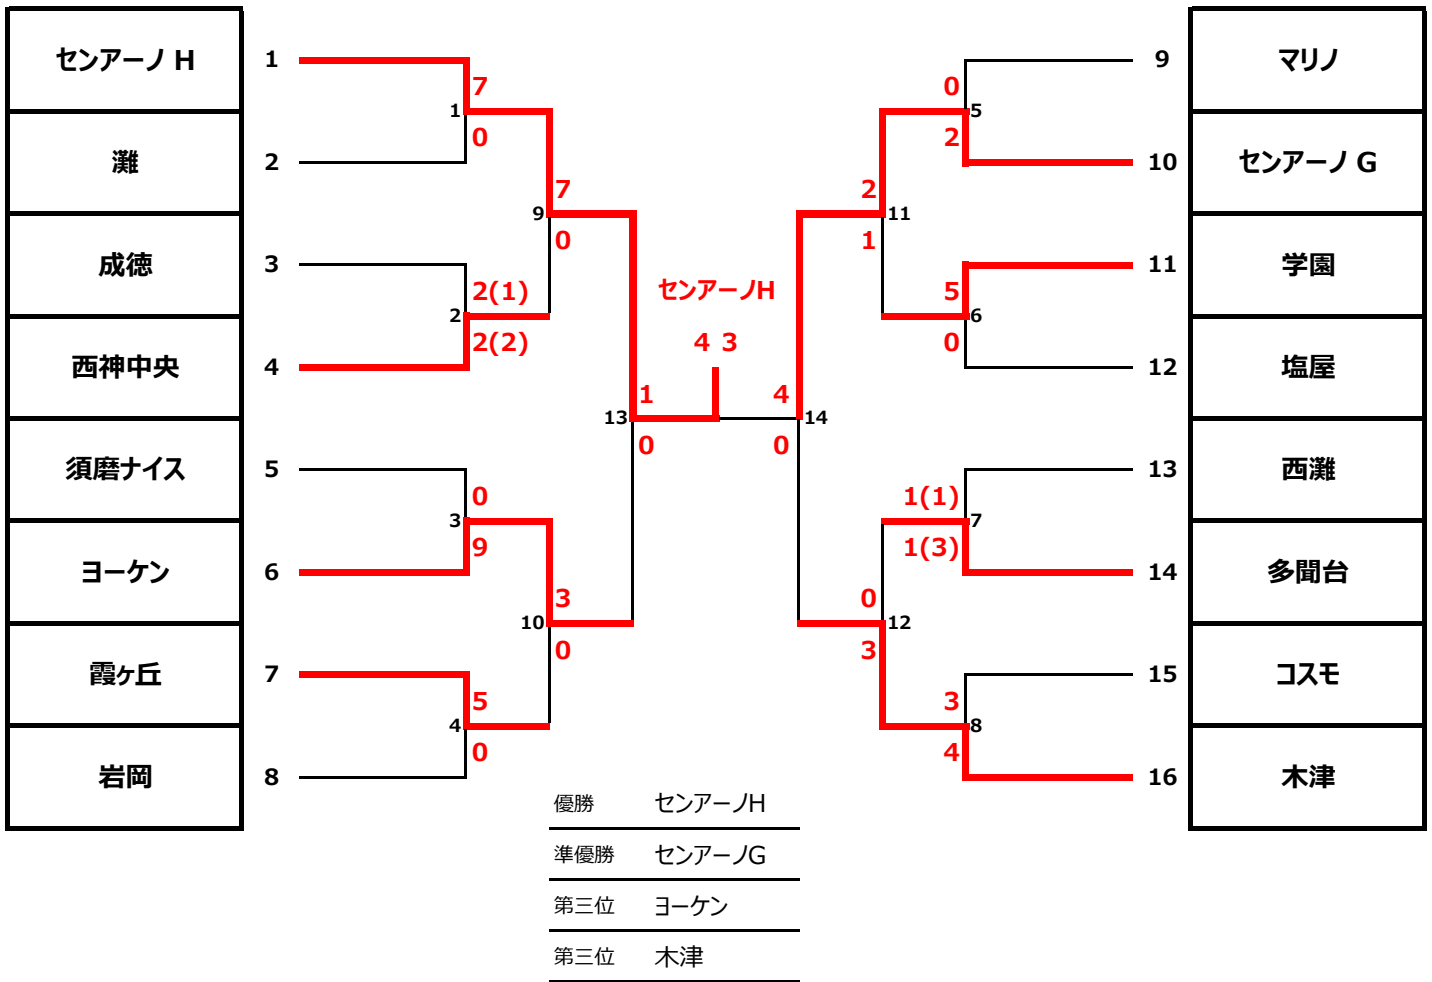 センアーノ H 1 9 マリノ
7 0
1 5
0 2
灘 2 10 センアーノ G
7 2
9 11
0 1
成徳 3 11 学園
2(1) センアーノH 5
2 6
2(2) 4 3 0
西神中央 4 12 塩屋
1 4
13 14
0 0
須磨ナイス 5 13 西灘
0 1(1)
3 7
9 1(3)
ヨーケン 6 14 多聞台
3 0
10 12
0 3
霞ヶ丘 7 15 コスモ
5 3
4 8
0 4
岩岡 8 16 木津
優勝 センアーノH
準優勝 センアーノG
第三位 ヨーケン
第三位 木津